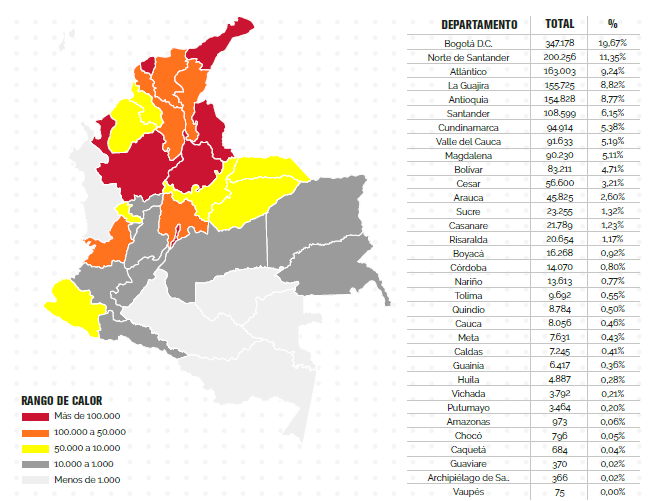 DEPARTAMENTO TOTAL %
Bogotá D.C. 347.178 19,67%
Norte de Santander 200.256 11,35%
Atlántico 163.003 9,24%
La Guajira 155.725 8,82%
Antioquia 154.828 8,77%
Santander 108.599 6,15%
Cundinamarca 94.914 5,38%
Valle del Cauca 91.633 5,19%
Magdalena 90.230 5,11%
Bolívar 83.211 4,71%
Cesar 56.600 3,21%
Arauca 45.825 2,60%
Sucre 23.255 1,32%
Casanare 21.789 1,23%
Risaralda 20.654 1,17%
Boyacá 16.268 0,92%
Córdoba 14.070 0,80%
Nariño 13.613 0,77%
Tolima 9.692 0,55%
Quindío 8.784 0,50%
Cauca 8.056 0,46%
Meta 7.631 0,43%
Caldas 7.245 0,41%
Guainía 6.417 0,36%
Huila 4.887 0,28%
Vichada 3.792 0,21%
Putumayo 3.464 0,20%
Amazonas 973 0,06%
Chocó 796 0,05%
Caquetá 684 0,04%
Guaviare 370 0,02%
Archipiélago de Sa.. 366 0,02%
Vaupés 75 0,00%
RANGO DE CALOR
Más de 100.000
100.000 a 50.000
50.000 a 10.000
10.000 a 1.000
Menos de 1.000